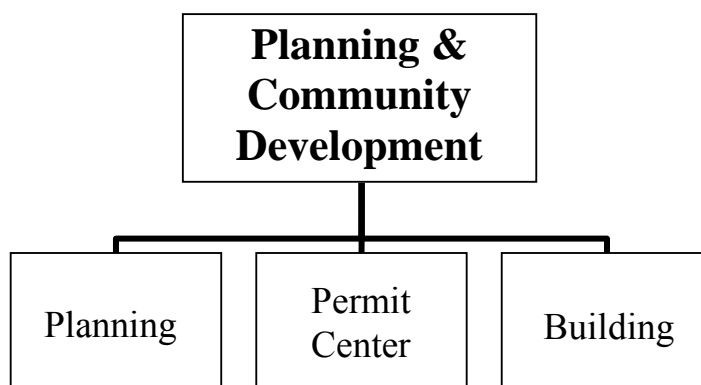 Planning &
Community
Development
Planning
Permit
Center
Building